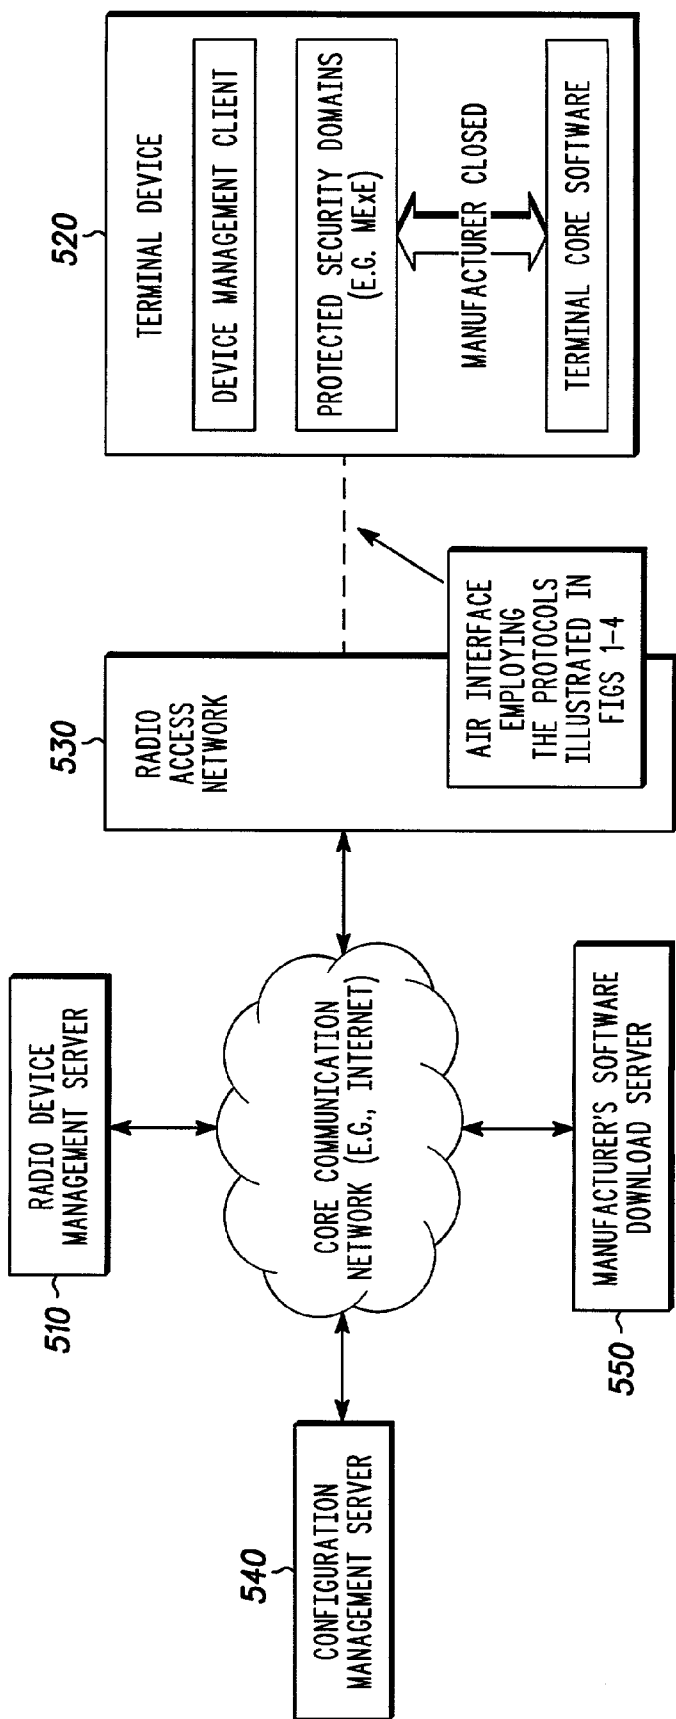 510
RADIO DEVICE
MANAGEMENT SERVER
540
CONFIGURATION
MANAGEMENT SERVER
CORE COMMUNICATION
NETWORK (E.G., INTERNET)
550
MANUFACTURER'S SOFTWARE
DOWNLOAD SERVER
530
RADIO
ACCESS
NETWORK
AIR INTERFACE
EMPLOYING
THE PROTOCOLS
ILLUSTRATED IN
FIGS 1-4
520
TERMINAL DEVICE
DEVICE MANAGEMENT CLIENT
PROTECTED SECURITY DOMAINS
(E.G. MExE)
MANUFACTURER CLOSED
TERMINAL CORE SOFTWARE